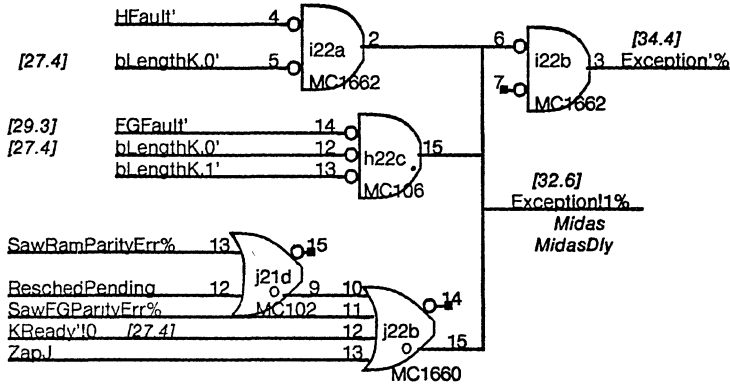 HFault' 4 i22a 2 6 i22b [34.4]
[27.4] bLengthK.0' 5 MC1662 7 MC1662 3 Exception'%
[29.3] FGFault' 14 h22c 15
[27.4] bLengthK.0' 12
bLengthK.1' 13 MC106
[32.6]
Exception!1%
Midas
MidasDly
SawRamParityErr% 13 j21d 15
ReschedPending 12 9 10 14
SawFGParityErr% MC102 11 j22b
KReady'!0 [27.4] 12 15
ZapJ 13
MC1660